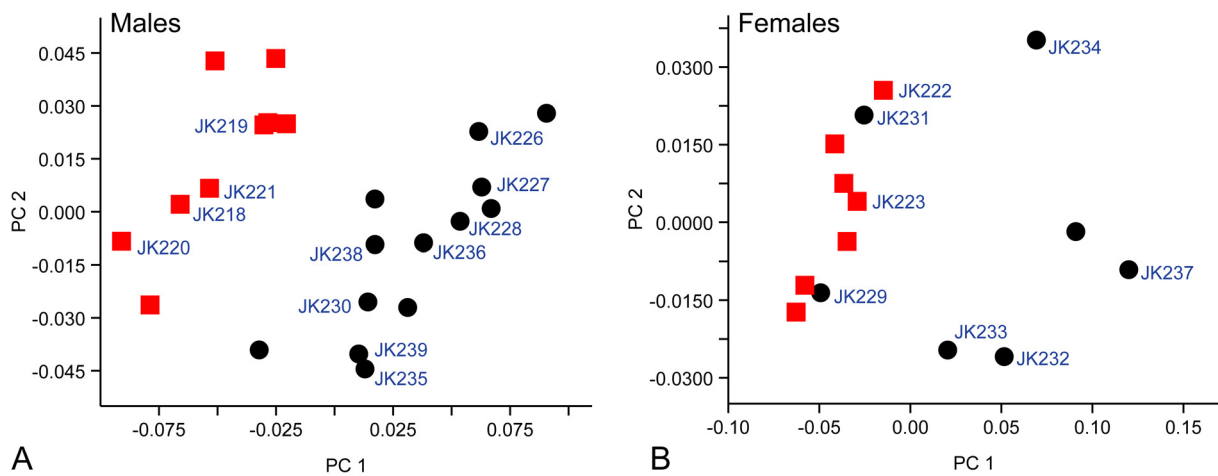 Males
0.045
0.030
0.015
0.000
-0.015
-0.030
-0.045
PC 2
JK219
JK226
JK221
JK227
JK218
JK228
JK220
JK238
JK236
JK230
JK239
JK235
-0.075
-0.025
0.025
0.075
PC 1
A
Females
0.0300
0.0150
0.0000
-0.0150
-0.0300
PC 2
JK234
JK222
JK231
JK223
JK237
JK229
JK233
JK232
-0.10
-0.05
0.00
0.05
0.10
0.15
PC 1
B